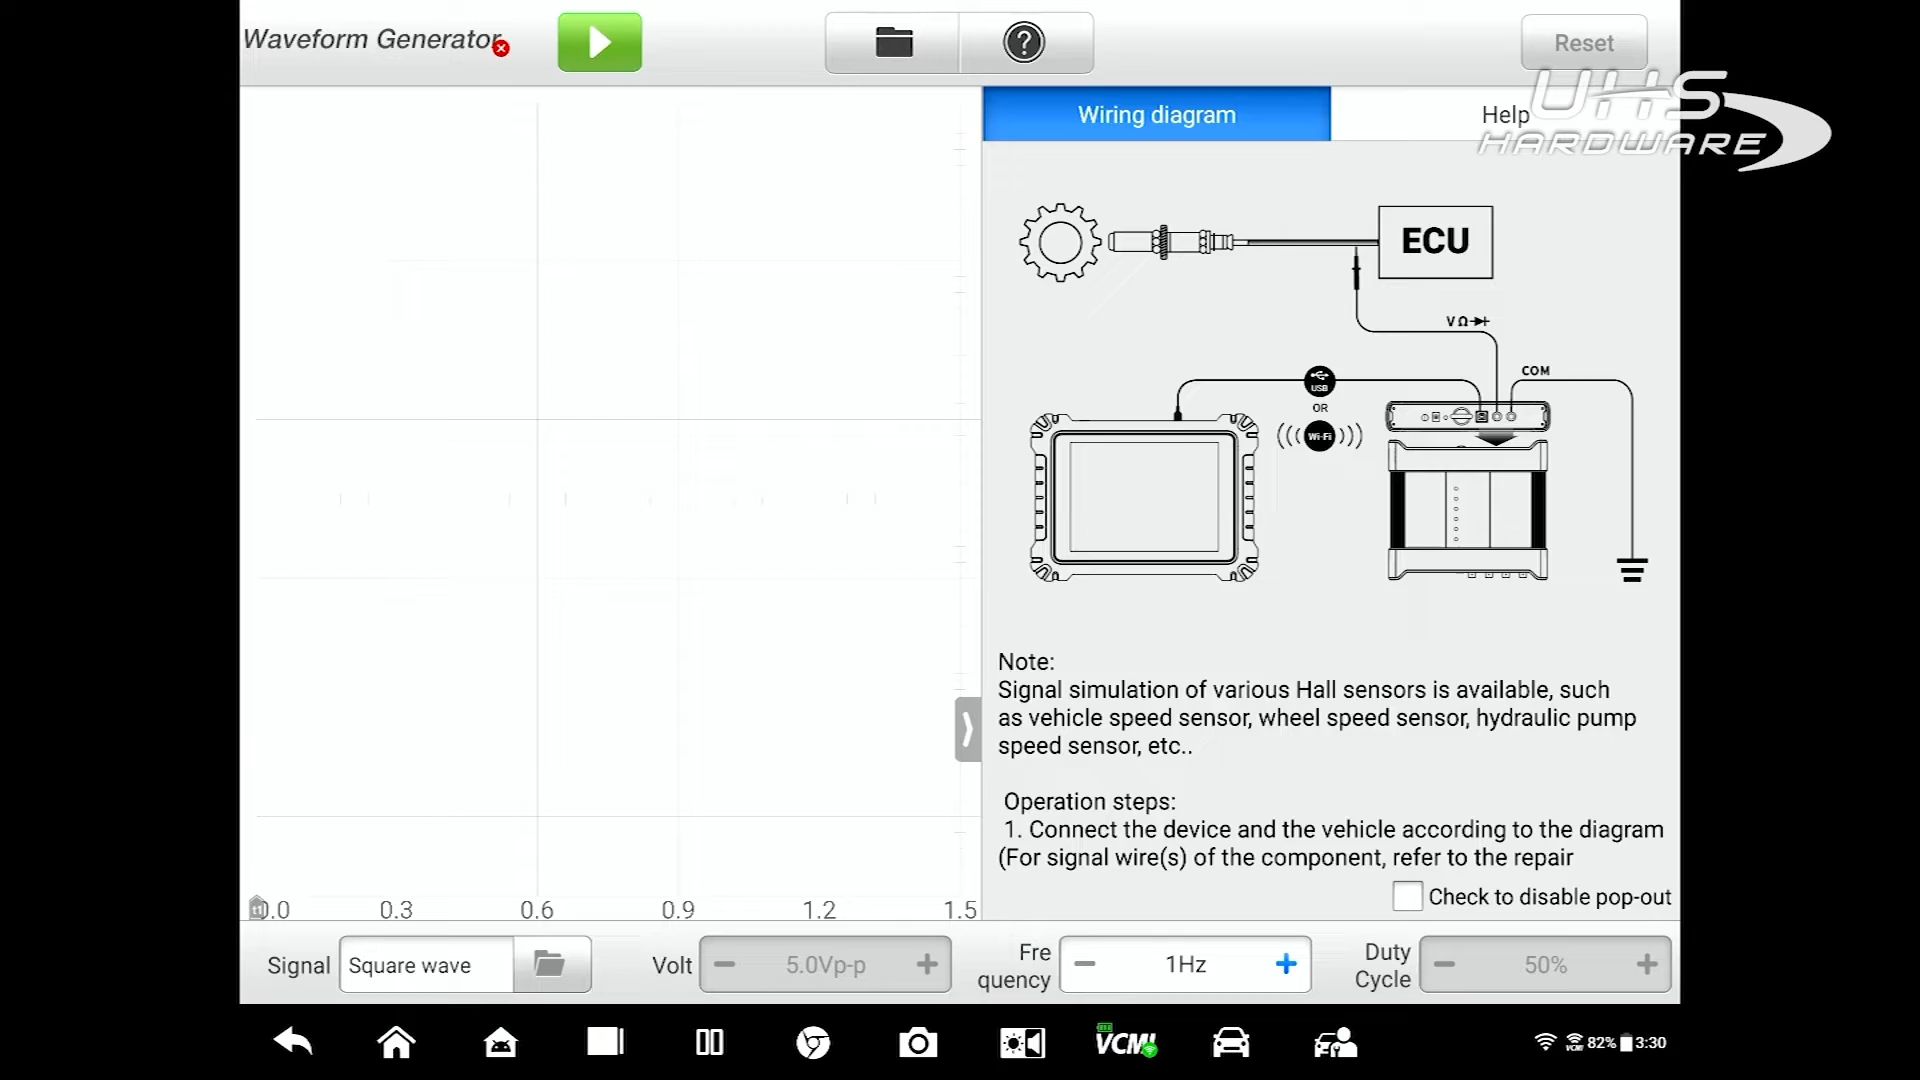 Waveform Generator
Reset
UHS
HARDWARE
Wiring diagram
Help
ECU
VΩ
COM
USB
OR
Wi-Fi
Note:
Signal simulation of various Hall sensors is available, such
as vehicle speed sensor, wheel speed sensor, hydraulic pump
speed sensor, etc..
Operation steps:
1. Connect the device and the vehicle according to the diagram
(For signal wire(s) of the component, refer to the repair
Check to disable pop-out
0.0 0.3 0.6 0.9 1.2 1.5
Signal Square wave Volt 5.0Vp-p Fre
quency 1Hz Duty
Cycle 50%
VCMI VCMI 82% 3:30